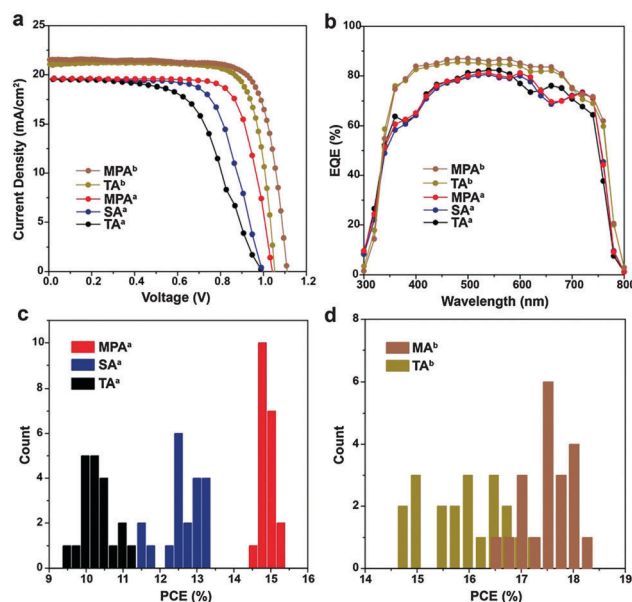 a
Current Density (mA/cm²)
25
20
15
10
5
0
MPAᵇ
TAᵇ
MPAᵃ
SAᵃ
TAᵃ
0.0 0.2 0.4 0.6 0.8 1.0 1.2
Voltage (V)
b
EQE (%)
100
80
60
40
20
0
MPAᵇ
TAᵇ
MPAᵃ
SAᵃ
TAᵃ
300 400 500 600 700 800
Wavelength (nm)
c
Count
10
8
6
4
2
0
MPAᵃ
SAᵃ
TAᵃ
9 10 11 12 13 14 15 16
PCE (%)
d
Count
8
6
4
2
0
MAᵇ
TAᵇ
14 15 16 17 18 19
PCE (%)